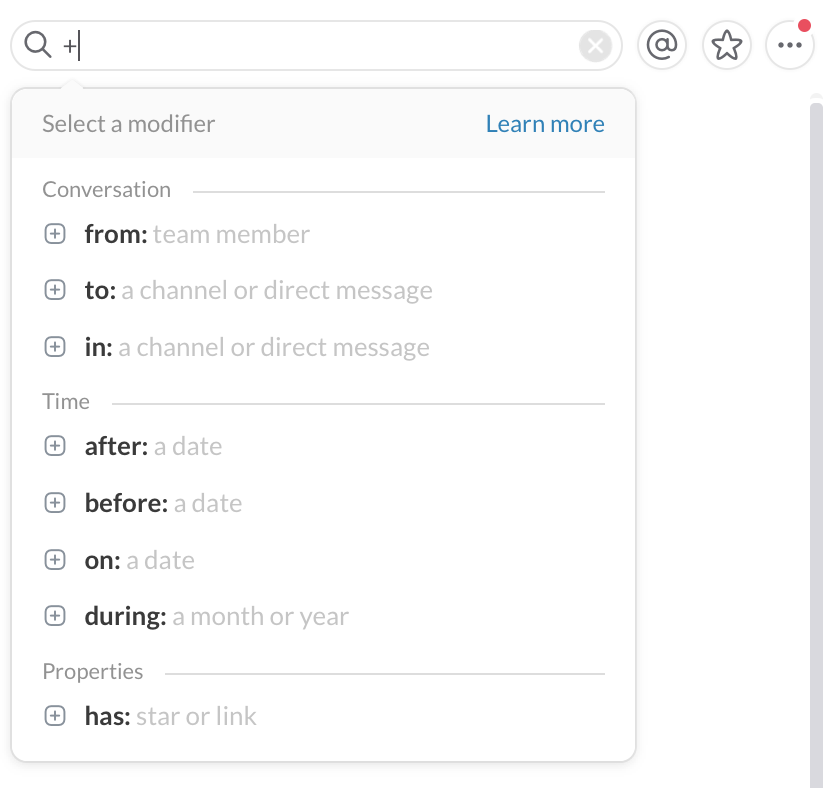 +
Select a modifier Learn more
Conversation
from: team member
to: a channel or direct message
in: a channel or direct message
Time
after: a date
before: a date
on: a date
during: a month or year
Properties
has: star or link